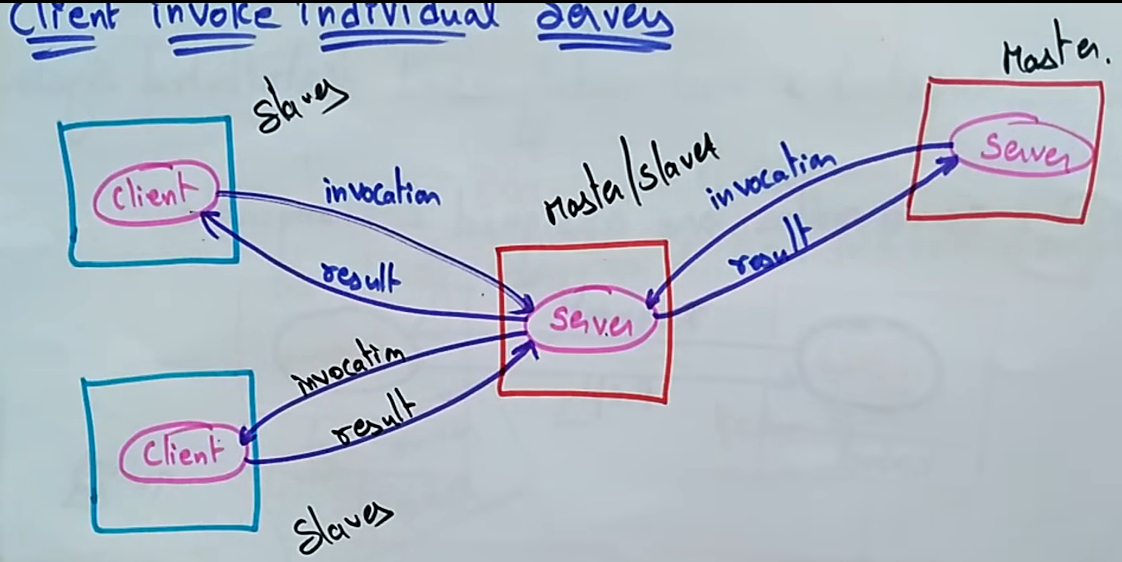 Client invoke individual Servers
Master.
Slaves
Client
invocation
result
Master/Slaves
invocation
result
Server
Server
invocation
result
Client
Slaves